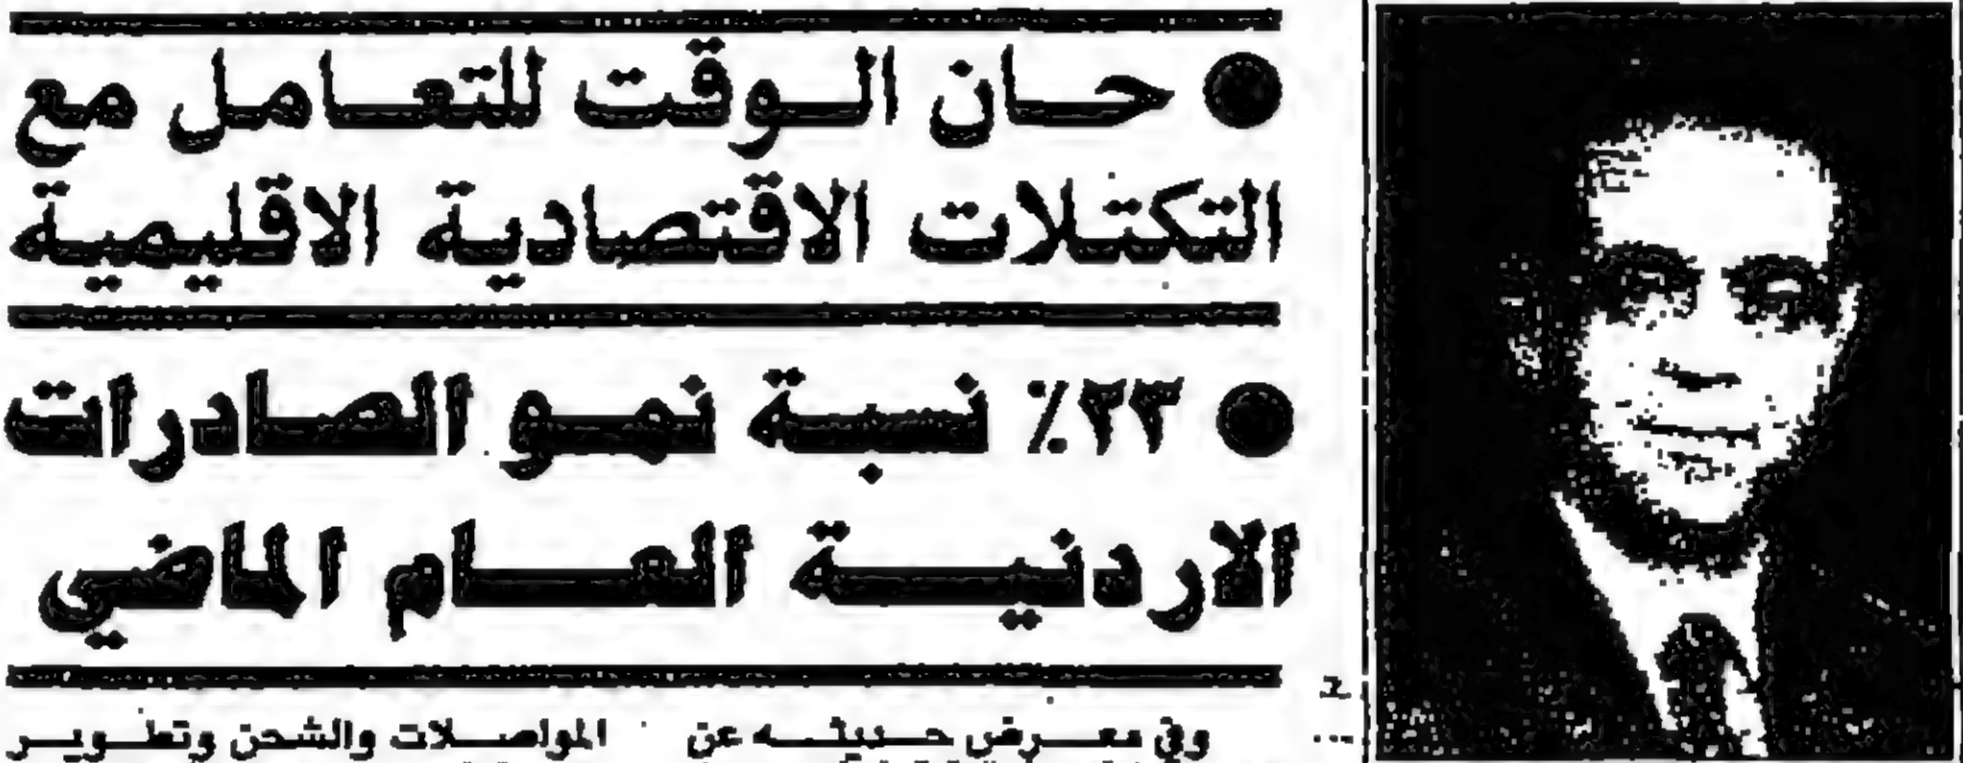 ● حان الوقت للتعامل مع
التكتلات الاقتصادية الاقليمية
● ٢٣٪ نسبة نمو الصادرات
الاردنية العام الماضي
وفي معرض حديثه عن
المواصلات والشحن وتطوير